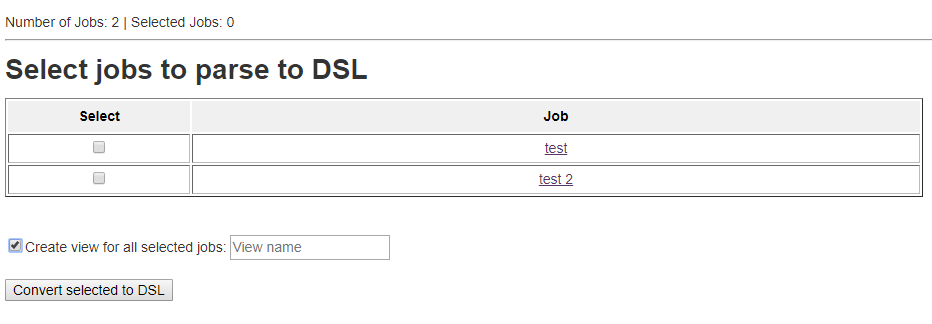 Number of Jobs: 2 | Selected Jobs: 0
Select jobs to parse to DSL
Select Job
test
test 2
Create view for all selected jobs: View name
Convert selected to DSL